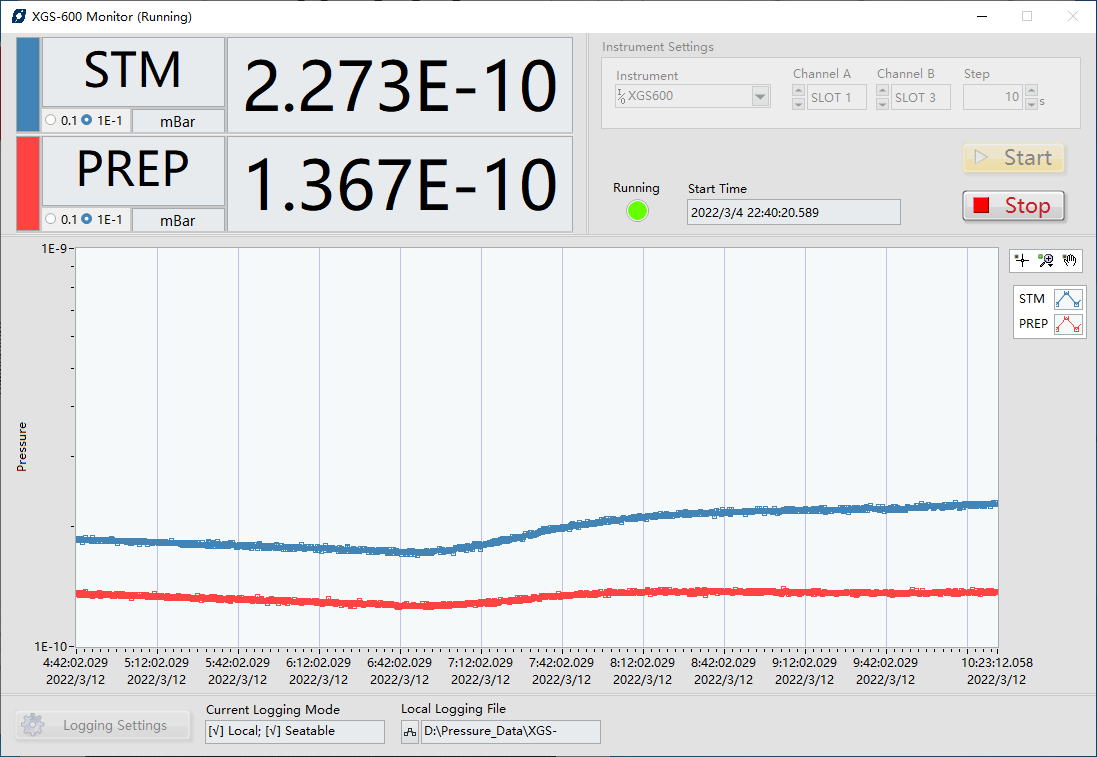 XGS-600 Monitor (Running)
STM
2.273E-10
0.1 1E-1 mBar
PREP
1.367E-10
0.1 1E-1 mBar
Instrument Settings
Instrument
XGS600
Channel A
SLOT 1
Channel B
SLOT 3
Step
10 s
Start
Running
Start Time
2022/3/4 22:40:20.589
Stop
1E-9
Pressure
1E-10
STM
PREP
4:42:02.029 5:12:02.029 5:42:02.029 6:12:02.029 6:42:02.029 7:12:02.029 7:42:02.029 8:12:02.029 8:42:02.029 9:12:02.029 9:42:02.029 10:23:12.058
2022/3/12 2022/3/12 2022/3/12 2022/3/12 2022/3/12 2022/3/12 2022/3/12 2022/3/12 2022/3/12 2022/3/12 2022/3/12 2022/3/12
Logging Settings
Current Logging Mode
[√] Local; [√] Seatable
Local Logging File
D:\Pressure_Data\XGS-